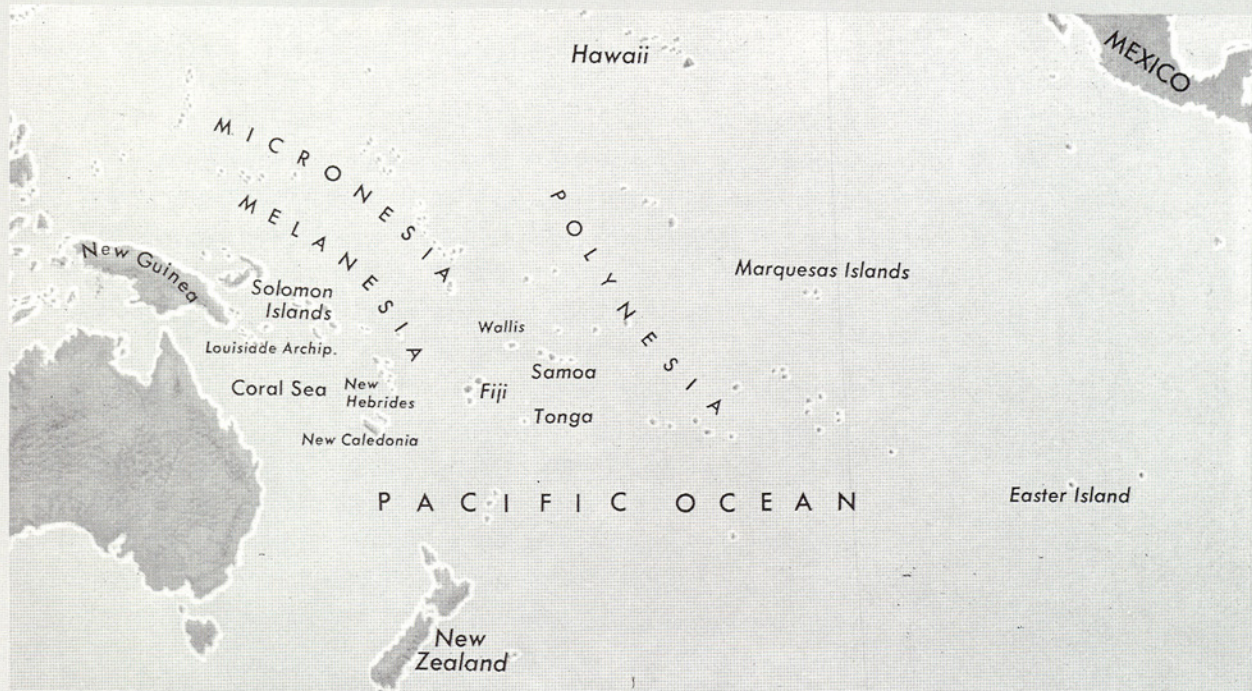 Hawaii
MEXICO
MICRONESIA
MELANESIA
POLYNESIA
New Guinea
Marquesas Islands
Solomon
Islands
Wallis
Louisiade Archip.
Samoa
Coral Sea
New
Hebrides
Fiji
Tonga
New Caledonia
PACIFIC OCEAN
Easter Island
New
Zealand